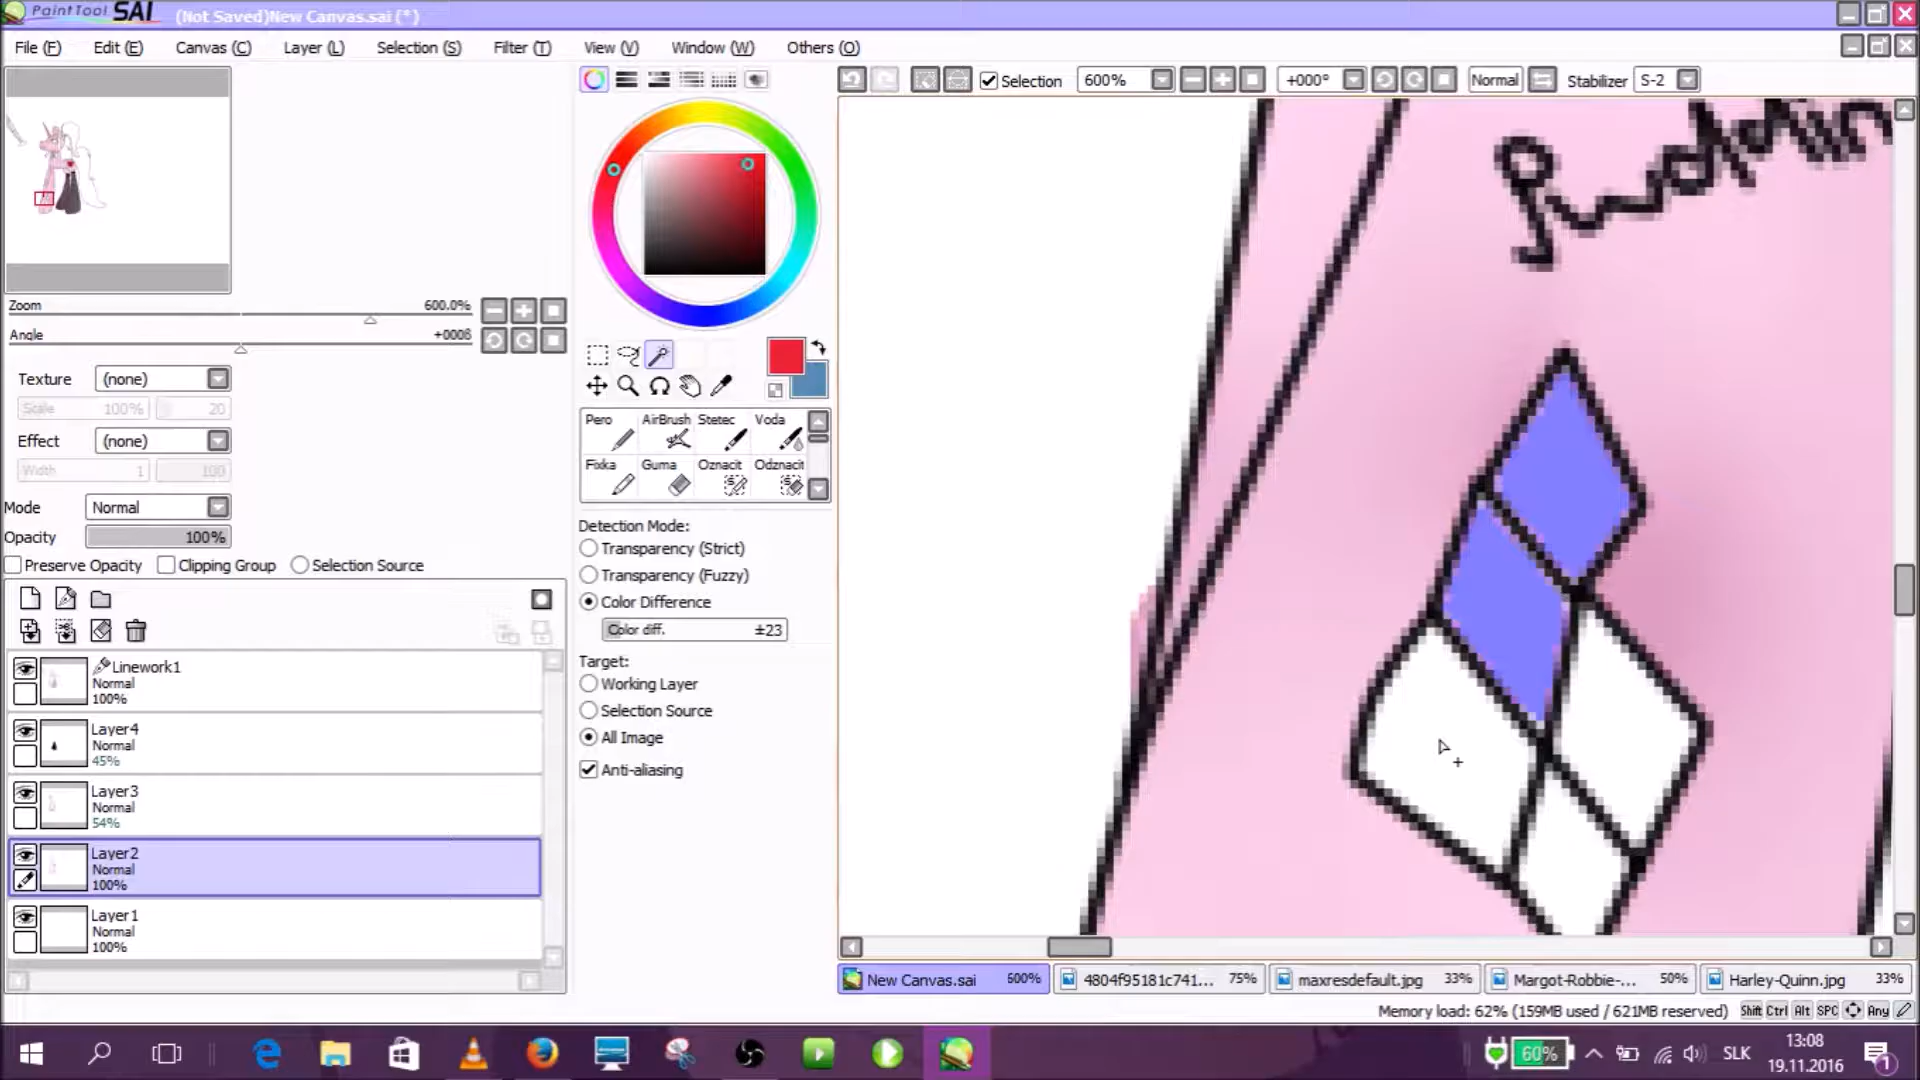 PaintTool SAI (Not Saved)New Canvas.sai (*)
File (F) Edit (E) Canvas (C) Layer (L) Selection (S) Filter (T) View (V) Window (W) Others (O)
Selection 600% +000° Normal Stabilizer S-2
Zoom 600.0%
Angle +000δ
Texture (none)
Scale 100% 20
Effect (none)
Width 1 100
Mode Normal
Opacity 100%
Preserve Opacity Clipping Group Selection Source
Linework1
Normal
100%
Layer4
Normal
45%
Layer3
Normal
54%
Layer2
Normal
100%
Layer1
Normal
100%
Pero AirBrush Stetec Voda
Fixka Guma Oznacit Odznacit
Detection Mode:
Transparency (Strict)
Transparency (Fuzzy)
Color Difference
Color diff. ±23
Target:
Working Layer
Selection Source
All Image
Anti-aliasing
New Canvas.sai 600% 4804f95181c741... 75% maxresdefault.jpg 33% Margot-Robbie-... 50% Harley-Quinn.jpg 33%
Memory load: 62% (159MB used / 621MB reserved) Shift Ctrl Alt SPC Any
60% SLK 13:08
19.11.2016
1